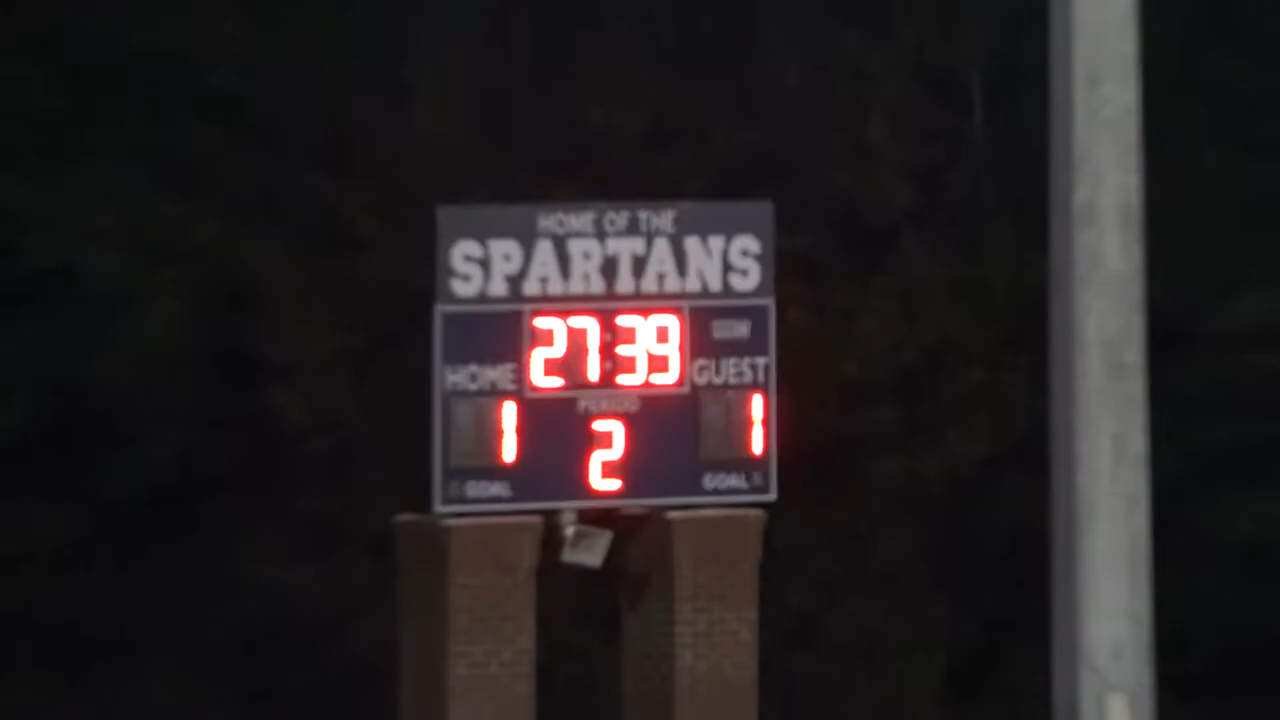 HOME OF THE
SPARTANS
27:39
HOME
GUEST
PERIOD
1
2
1
GOAL
GOAL